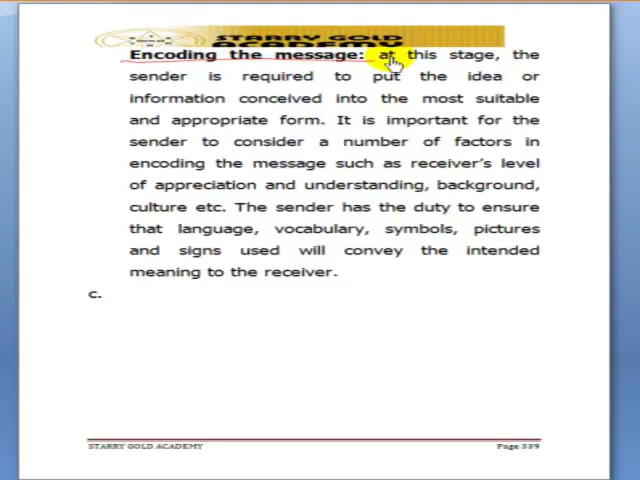 STARRY GOLD
ACADEMY
Encoding the message: at this stage, the
sender is required to put the idea or
information conceived into the most suitable
and appropriate form. It is important for the
sender to consider a number of factors in
encoding the message such as receiver's level
of appreciation and understanding, background,
culture etc. The sender has the duty to ensure
that language, vocabulary, symbols, pictures
and signs used will convey the intended
meaning to the receiver.
c.
STARRY GOLD ACADEMY Page 339